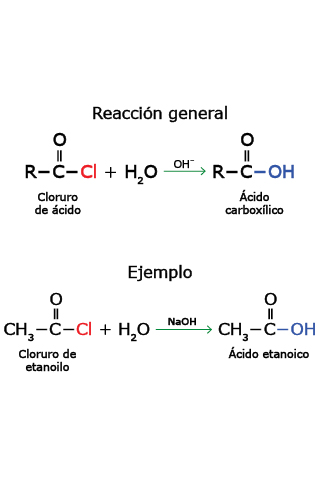 Reacción general
O
R—C—Cl + H2O OH⁻ R—C—OH
Cloruro
de ácido
Ácido
carboxílico
Ejemplo
O
CH3—C—Cl + H2O NaOH CH3—C—OH
Cloruro de
etanoilo
Ácido etanoico